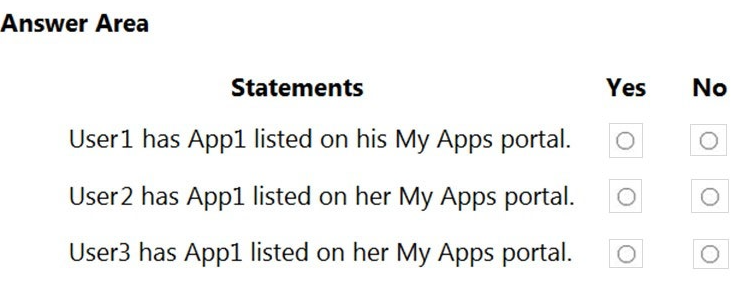 Answer Area
Statements Yes No
User1 has App1 listed on his My Apps portal.
User2 has App1 listed on her My Apps portal.
User3 has App1 listed on her My Apps portal.